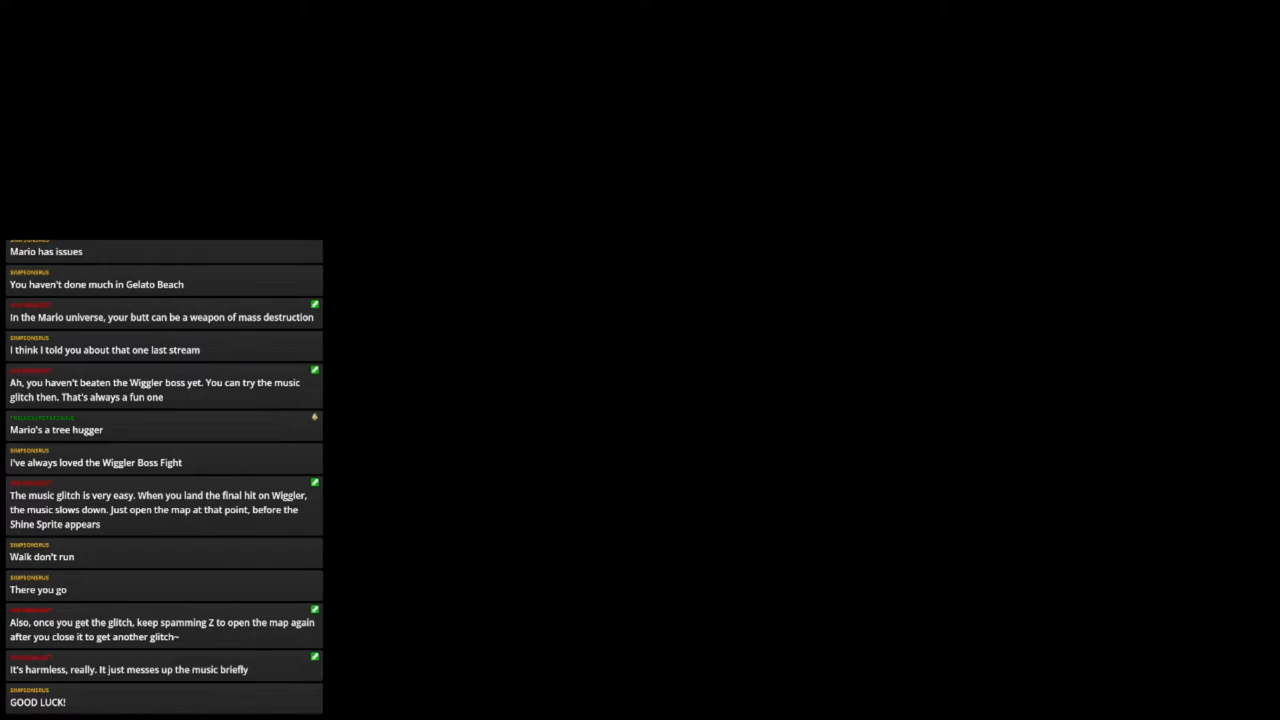 Mario has issues
SIMPSONSRUS
You haven't done much in Gelato Beach
In the Mario universe, your butt can be a weapon of mass destruction
SIMPSONSRUS
I think I told you about that one last stream
Ah, you haven't beaten the Wiggler boss yet. You can try the music
glitch then. That's always a fun one
Mario's a tree hugger
SIMPSONSRUS
I've always loved the Wiggler Boss Fight
The music glitch is very easy. When you land the final hit on Wiggler,
the music slows down. Just open the map at that point, before the
Shine Sprite appears
SIMPSONSRUS
Walk don't run
SIMPSONSRUS
There you go
Also, once you get the glitch, keep spamming Z to open the map again
after you close it to get another glitch~
It's harmless, really. It just messes up the music briefly
SIMPSONSRUS
GOOD LUCK!